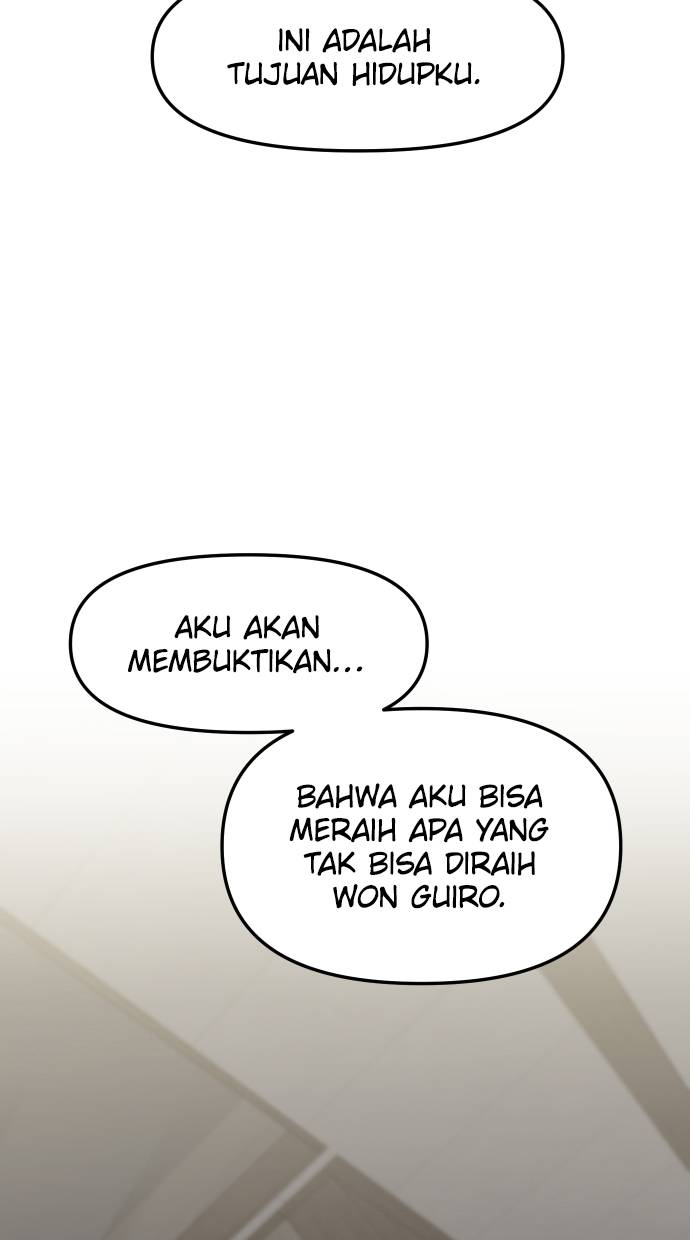 INI ADALAH
TUJUAN HIDUPKU.
AKU AKAN
MEMBUKTIKAN...
BAHWA AKU BISA
MERAIH APA YANG
TAK BISA DIRAIH
WON GUIRO.